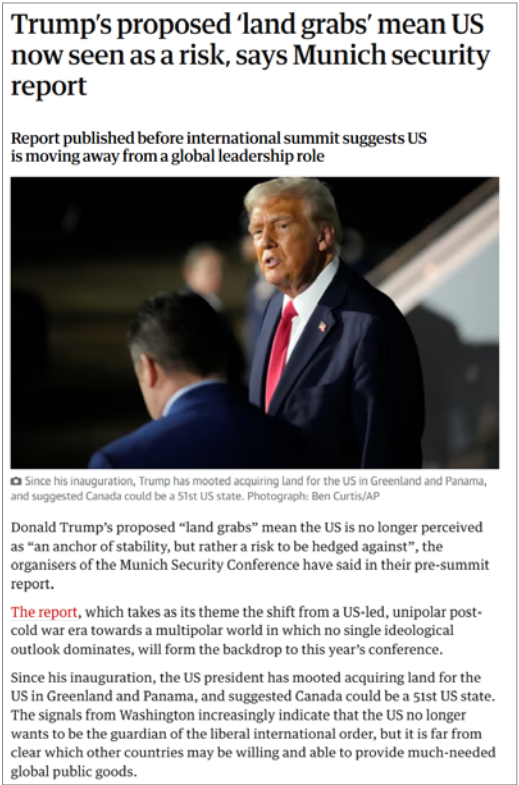 Trump’s proposed ‘land grabs’ mean US
now seen as a risk, says Munich security
report
Report published before international summit suggests US
is moving away from a global leadership role
Since his inauguration, Trump has mooted acquiring land for the US in Greenland and Panama,
and suggested Canada could be a 51st US state. Photograph: Ben Curtis/AP
Donald Trump’s proposed “land grabs” mean the US is no longer perceived
as “an anchor of stability, but rather a risk to be hedged against”, the
organisers of the Munich Security Conference have said in their pre-summit
report.
The report, which takes as its theme the shift from a US-led, unipolar post-
cold war era towards a multipolar world in which no single ideological
outlook dominates, will form the backdrop to this year’s conference.
Since his inauguration, the US president has mooted acquiring land for the
US in Greenland and Panama, and suggested Canada could be a 51st US state.
The signals from Washington increasingly indicate that the US no longer
wants to be the guardian of the liberal international order, but it is far from
clear which other countries may be willing and able to provide much-needed
global public goods.